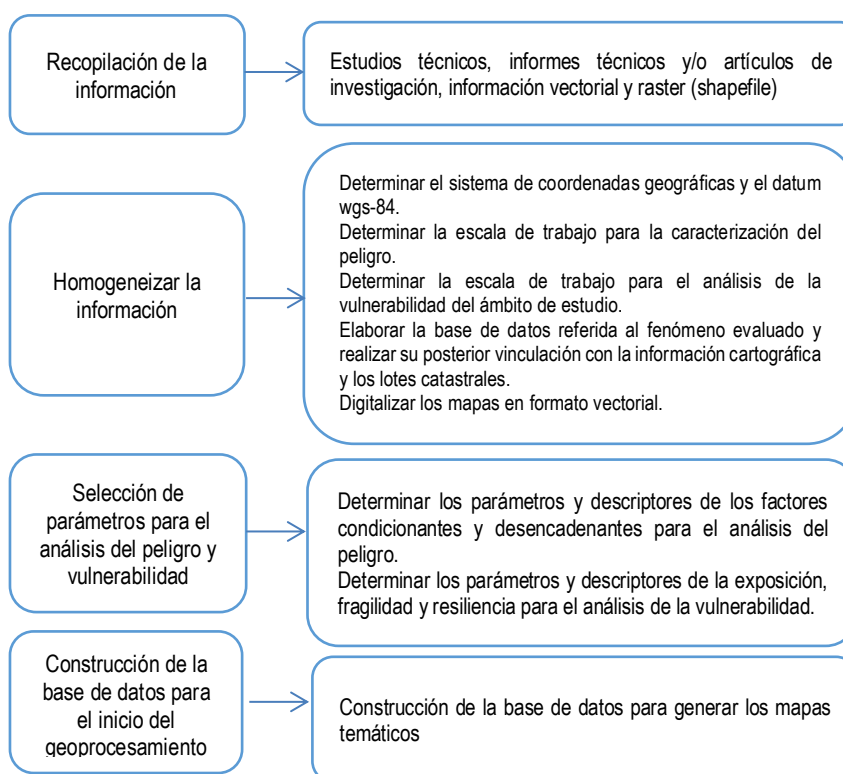 Recopilación de la
información
Estudios técnicos, informes técnicos y/o artículos de
investigación, información vectorial y raster (shapefile)
Homogeneizar la
información
Determinar el sistema de coordenadas geográficas y el datum
wgs-84.
Determinar la escala de trabajo para la caracterización del
peligro.
Determinar la escala de trabajo para el análisis de la
vulnerabilidad del ámbito de estudio.
Elaborar la base de datos referida al fenómeno evaluado y
realizar su posterior vinculación con la información cartográfica
y los lotes catastrales.
Digitalizar los mapas en formato vectorial.
Selección de
parámetros para el
análisis del peligro y
vulnerabilidad
Determinar los parámetros y descriptores de los factores
condicionantes y desencadenantes para el análisis del
peligro.
Determinar los parámetros y descriptores de la exposición,
fragilidad y resiliencia para el análisis de la vulnerabilidad.
Construcción de la
base de datos para
el inicio del
geoprocesamiento
Construcción de la base de datos para generar los mapas
temáticos